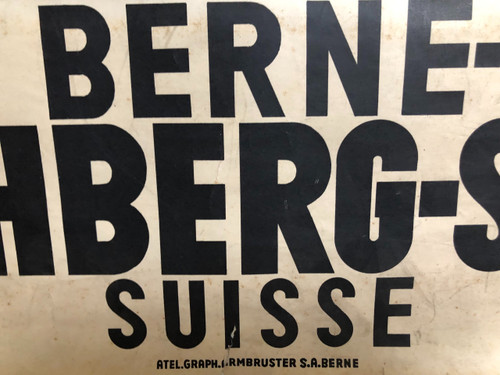 BERNE-
HBERG-S
SUISSE
ATEL.GRAPH.ARMBRUSTER S.A.BERNE